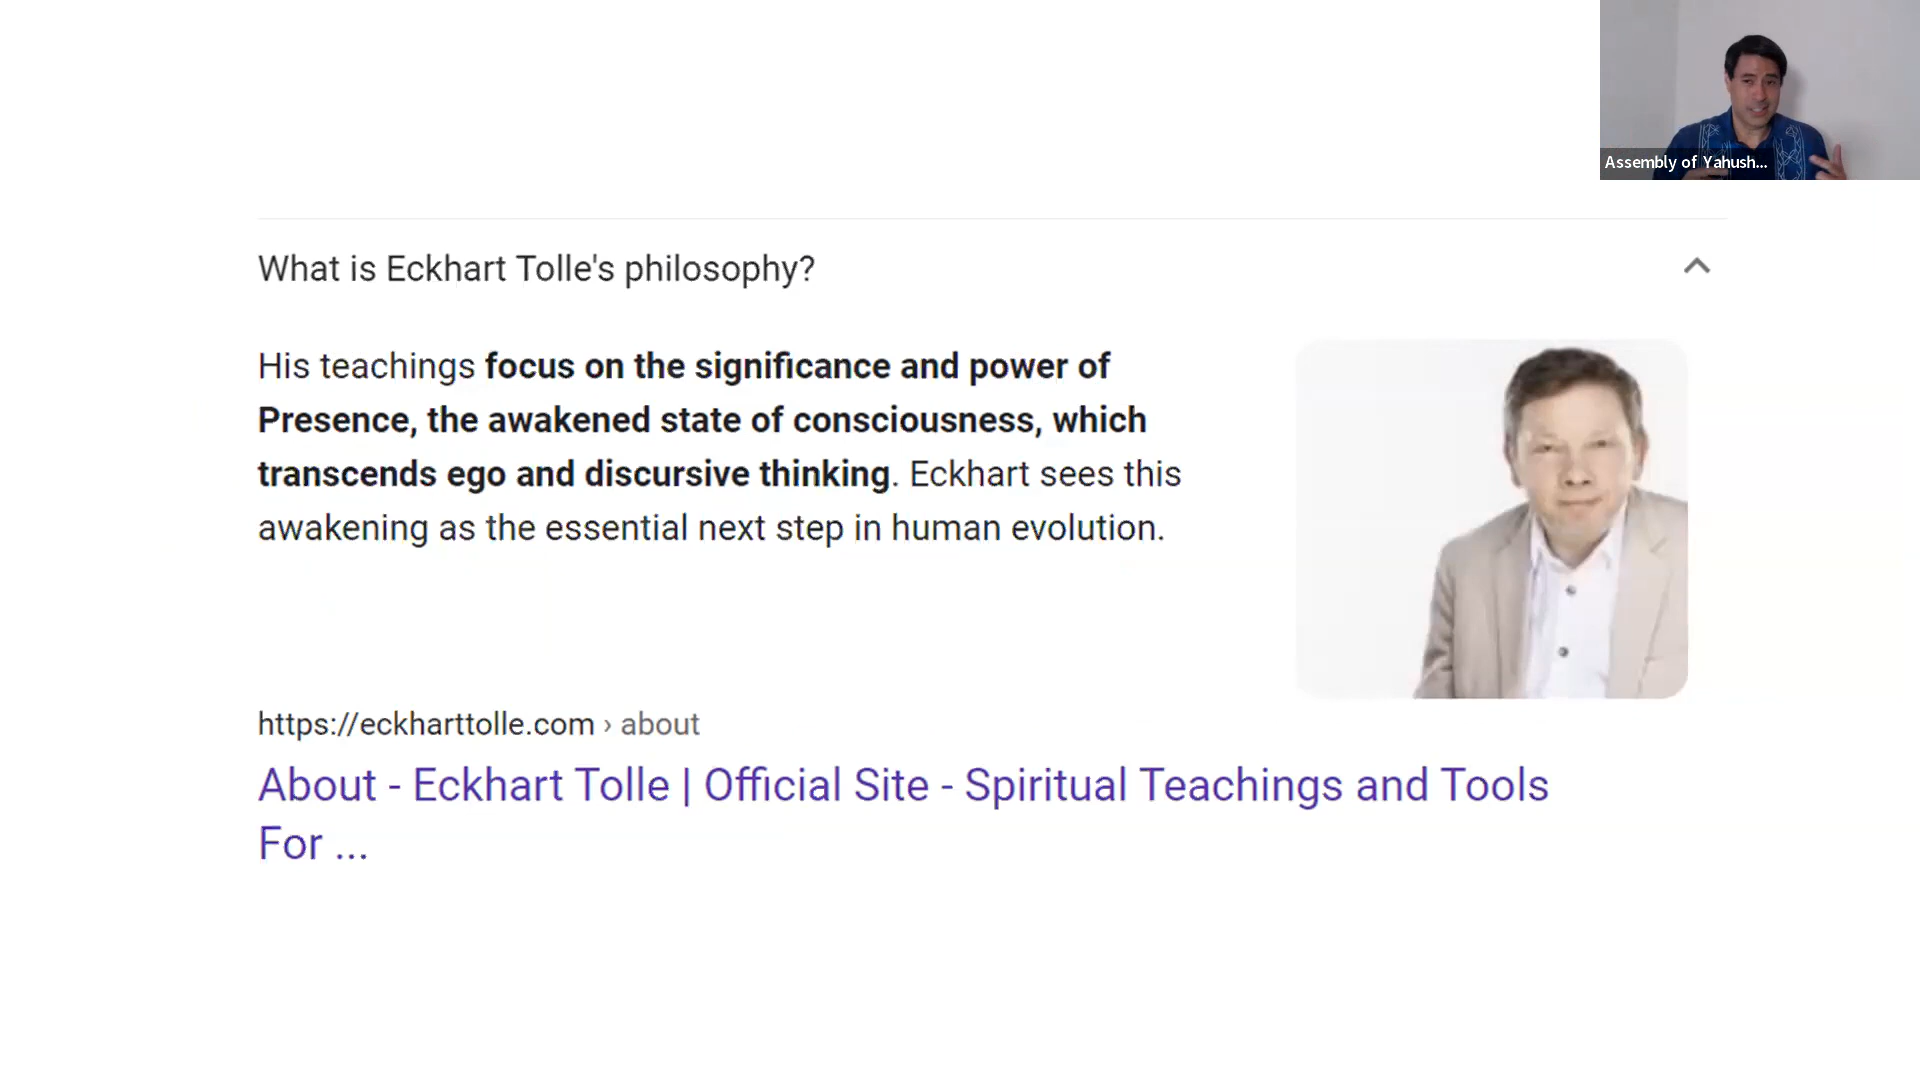 Assembly of Yahush...
What is Eckhart Tolle's philosophy?
His teachings focus on the significance and power of
Presence, the awakened state of consciousness, which
transcends ego and discursive thinking. Eckhart sees this
awakening as the essential next step in human evolution.
https://eckharttolle.com › about
About - Eckhart Tolle | Official Site - Spiritual Teachings and Tools
For ...